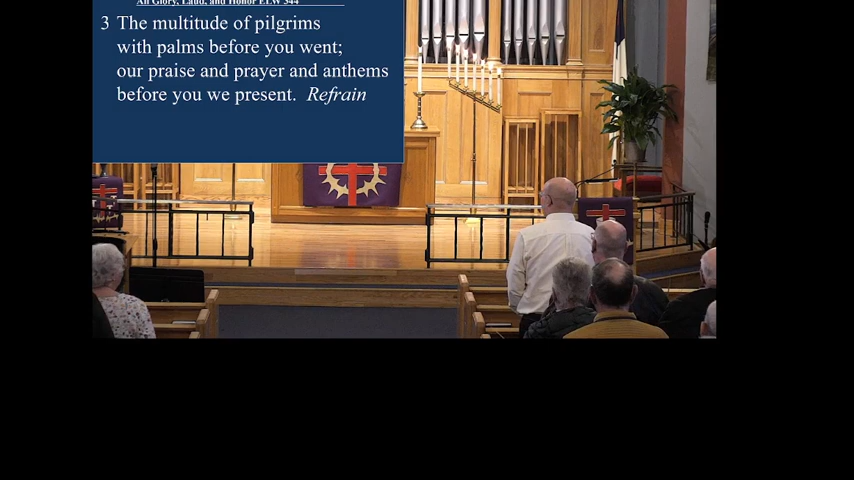 All Glory, Laud, and Honor ELW 344
3 The multitude of pilgrims
with palms before you went;
our praise and prayer and anthems
before you we present. Refrain